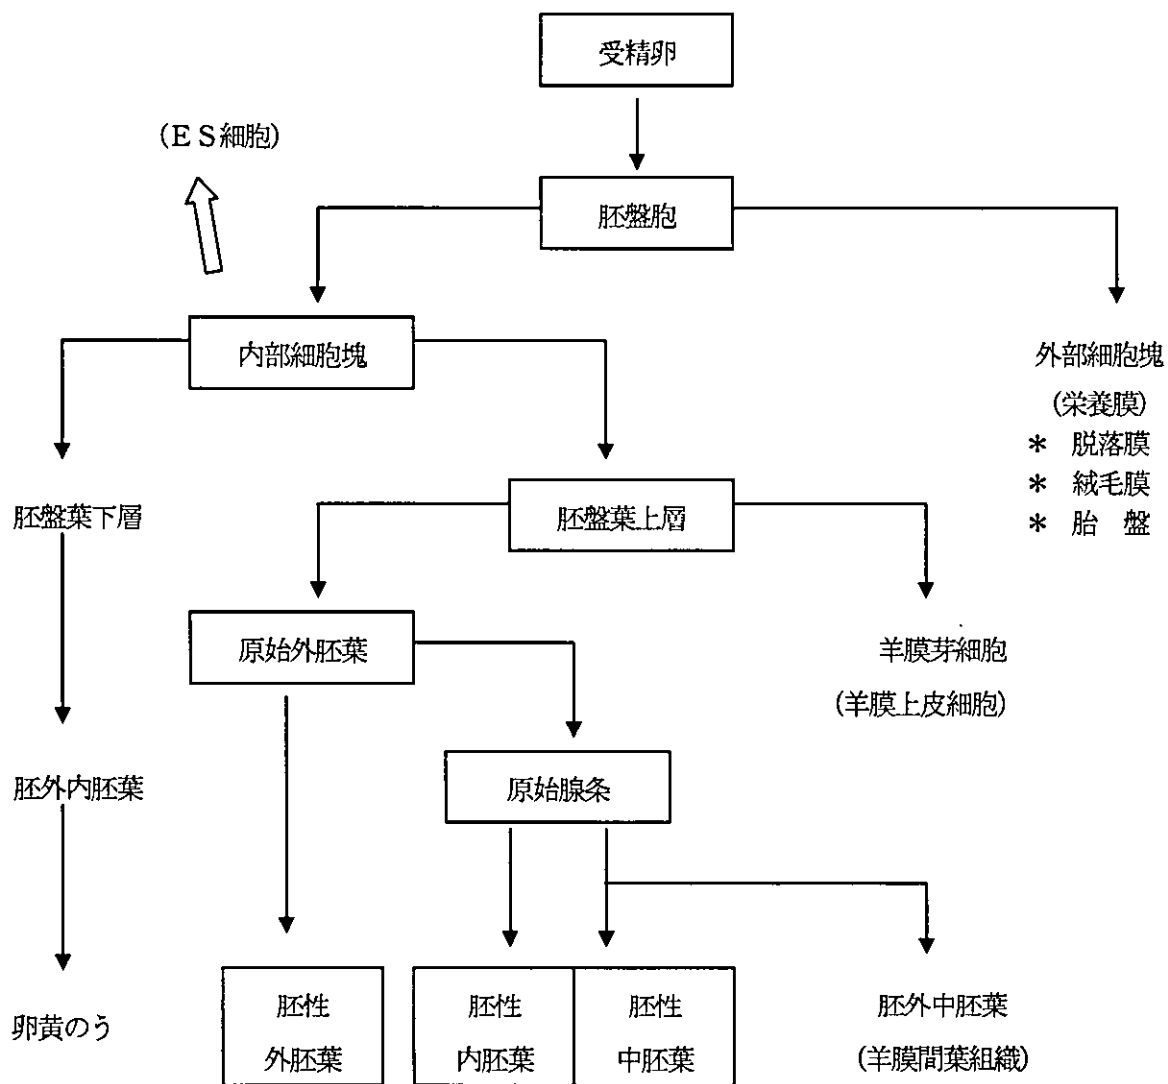 受精卵
(ES細胞)
胚盤胞
内部細胞塊
外部細胞塊
(栄養膜)
* 脱落膜
* 絨毛膜
* 胎 盤
胚盤葉下層
胚盤葉上層
原始外胚葉
羊膜芽細胞
(羊膜上皮細胞)
胚外内胚葉
原始腺条
卵黄のう
胚性
外胚葉
胚性
内胚葉
胚性
中胚葉
胚外中胚葉
(羊膜間葉組織)